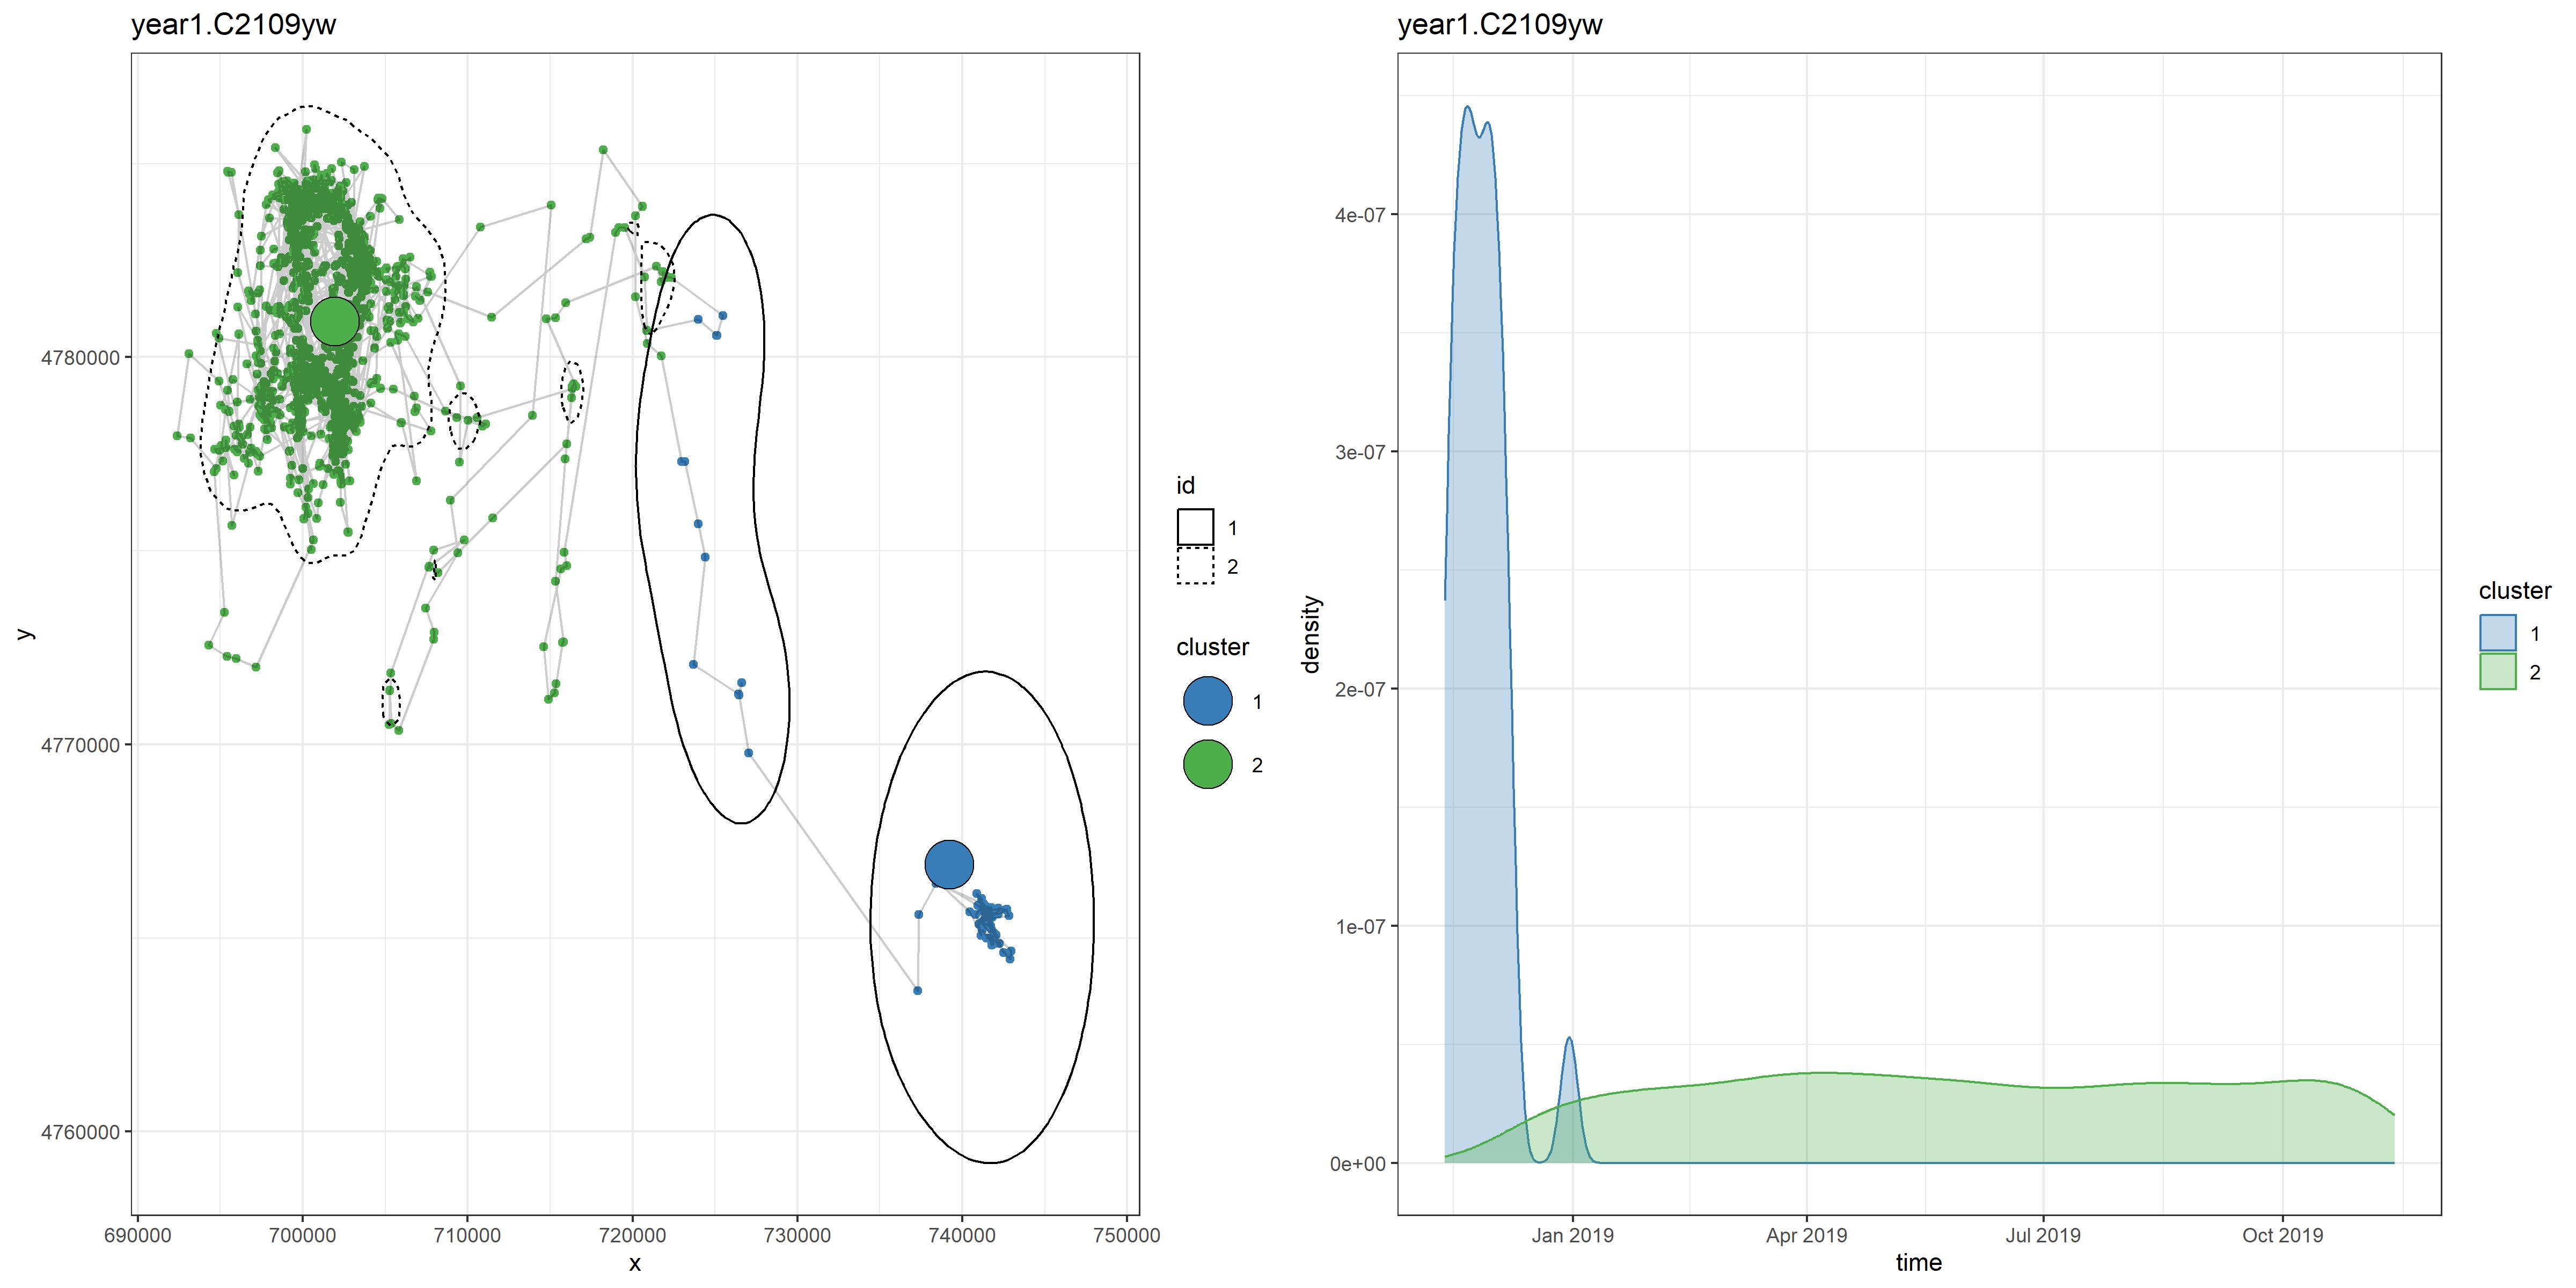 year1.C2109yw
4780000
4770000
4760000
y
690000 700000 710000 720000 730000 740000 750000
x
id
1
2
cluster
1
2
year1.C2109yw
4e-07
3e-07
2e-07
1e-07
0e+00
density
Jan 2019 Apr 2019 Jul 2019 Oct 2019
time
cluster
1
2